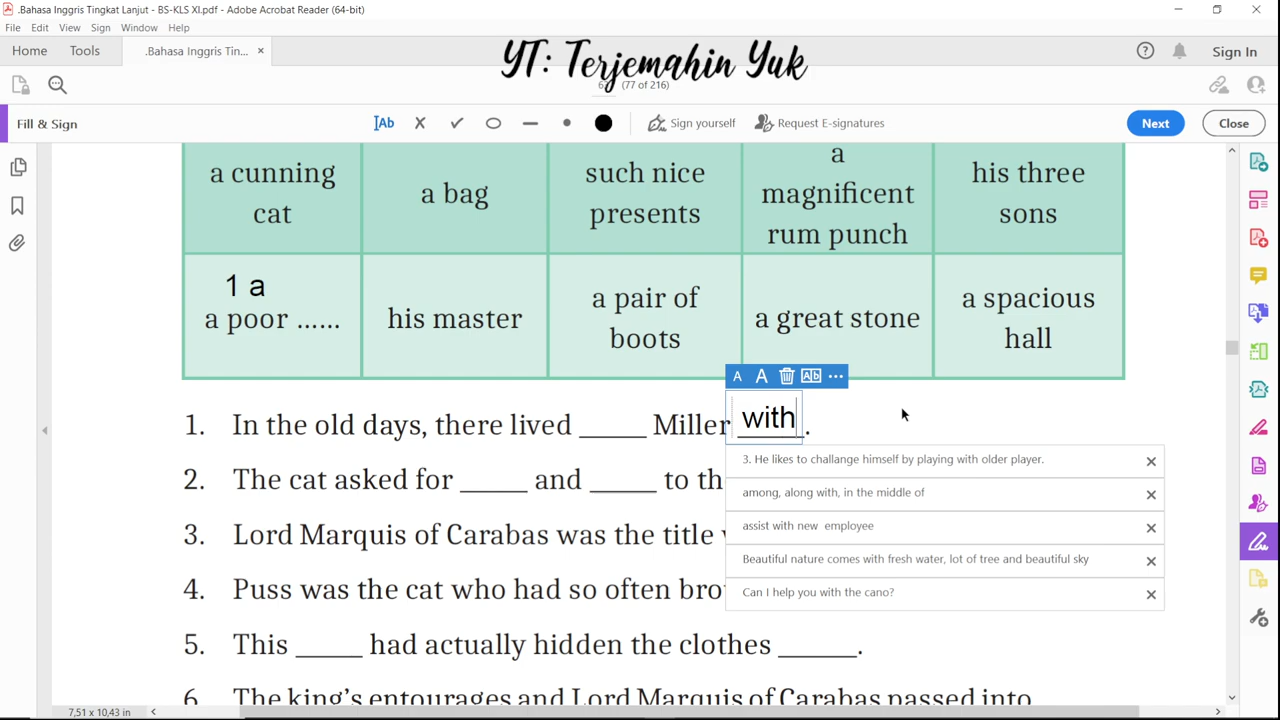 .Bahasa Inggris Tingkat Lanjut - BS-KLS XI.pdf - Adobe Acrobat Reader (64-bit)
File Edit View Sign Window Help
Home Tools .Bahasa Inggris Tin... × Sign In
YT: Terjemahin Yuk
(77 of 216)
Fill & Sign Ab Sign yourself Request E-signatures Next Close
a cunning cat
a bag
such nice presents
a magnificent rum punch
his three sons
1 a
a poor ......
his master
a pair of boots
a great stone
a spacious hall
A A Ab ...
1. In the old days, there lived _____ Miller with.
3. He likes to challange himself by playing with older player.
among, along with, in the middle of
assist with new employee
Beautiful nature comes with fresh water, lot of tree and beautiful sky
Can I help you with the cano?
2. The cat asked for _____ and _____ to th
3. Lord Marquis of Carabas was the title
4. Puss was the cat who had so often bro
5. This _____ had actually hidden the clothes ______.
6 The king's entourages and Lord Marquis of Carabas passed into
7,51 x 10,43 in